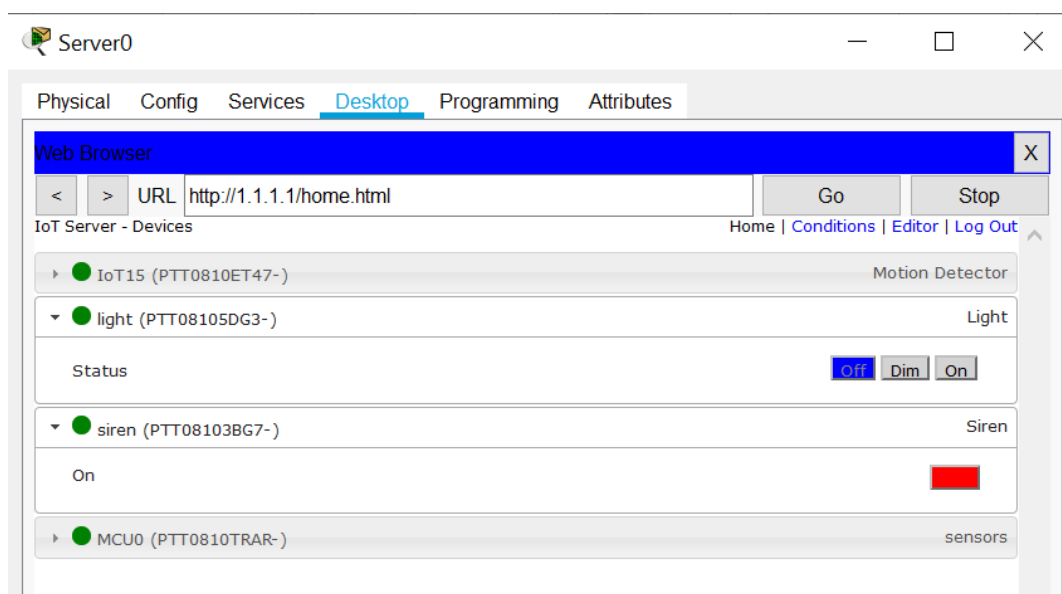 Server0
Physical Config Services Desktop Programming Attributes
Web Browser X
< > URL http://1.1.1.1/home.html Go Stop
IoT Server - Devices Home | Conditions | Editor | Log Out
IoT15 (PTT0810ET47-) Motion Detector
light (PTT08105DG3-) Light
Status Off Dim On
siren (PTT08103BG7-) Siren
On
MCU0 (PTT0810TRAR-) sensors